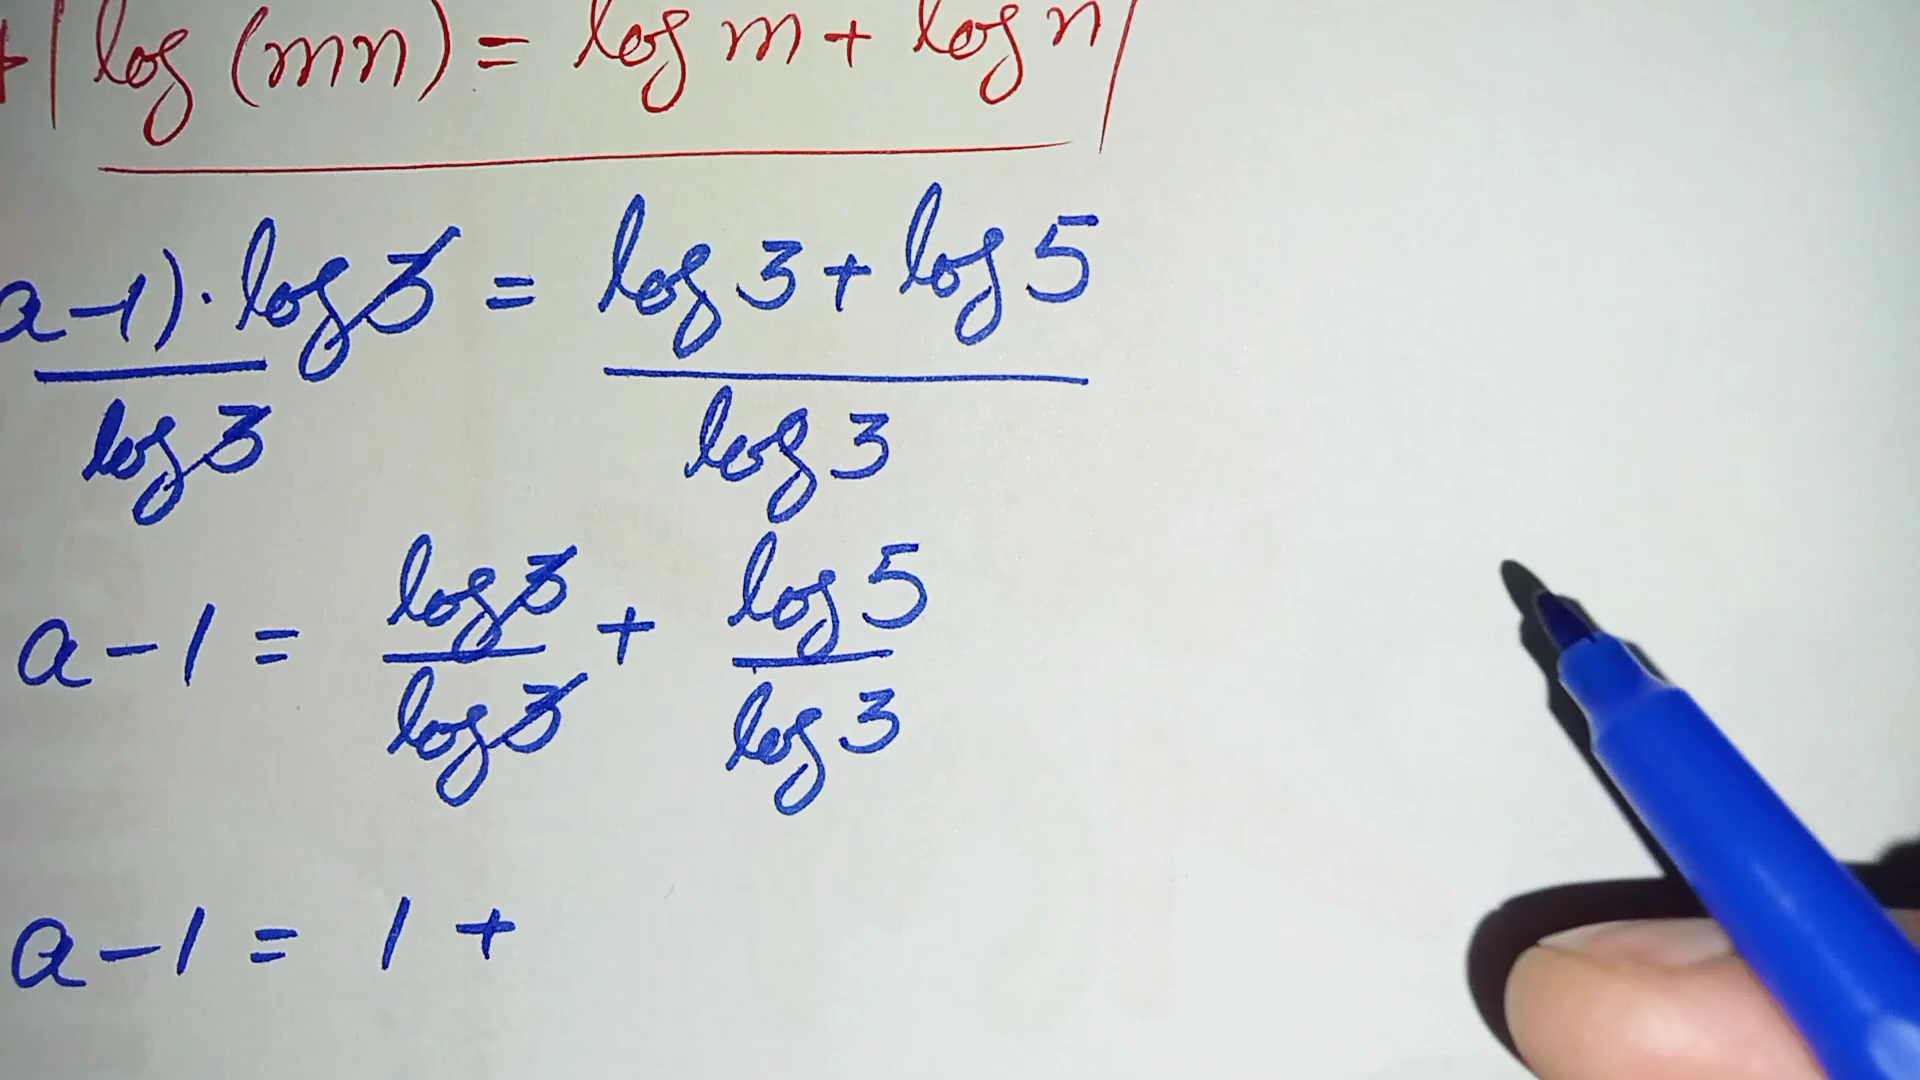 +| log (mn) = log m + log n |
a-1) · log 3 = log 3 + log 5
log 3 log 3
a - 1 = log 3 / log 3 + log 5 / log 3
a - 1 = 1 +